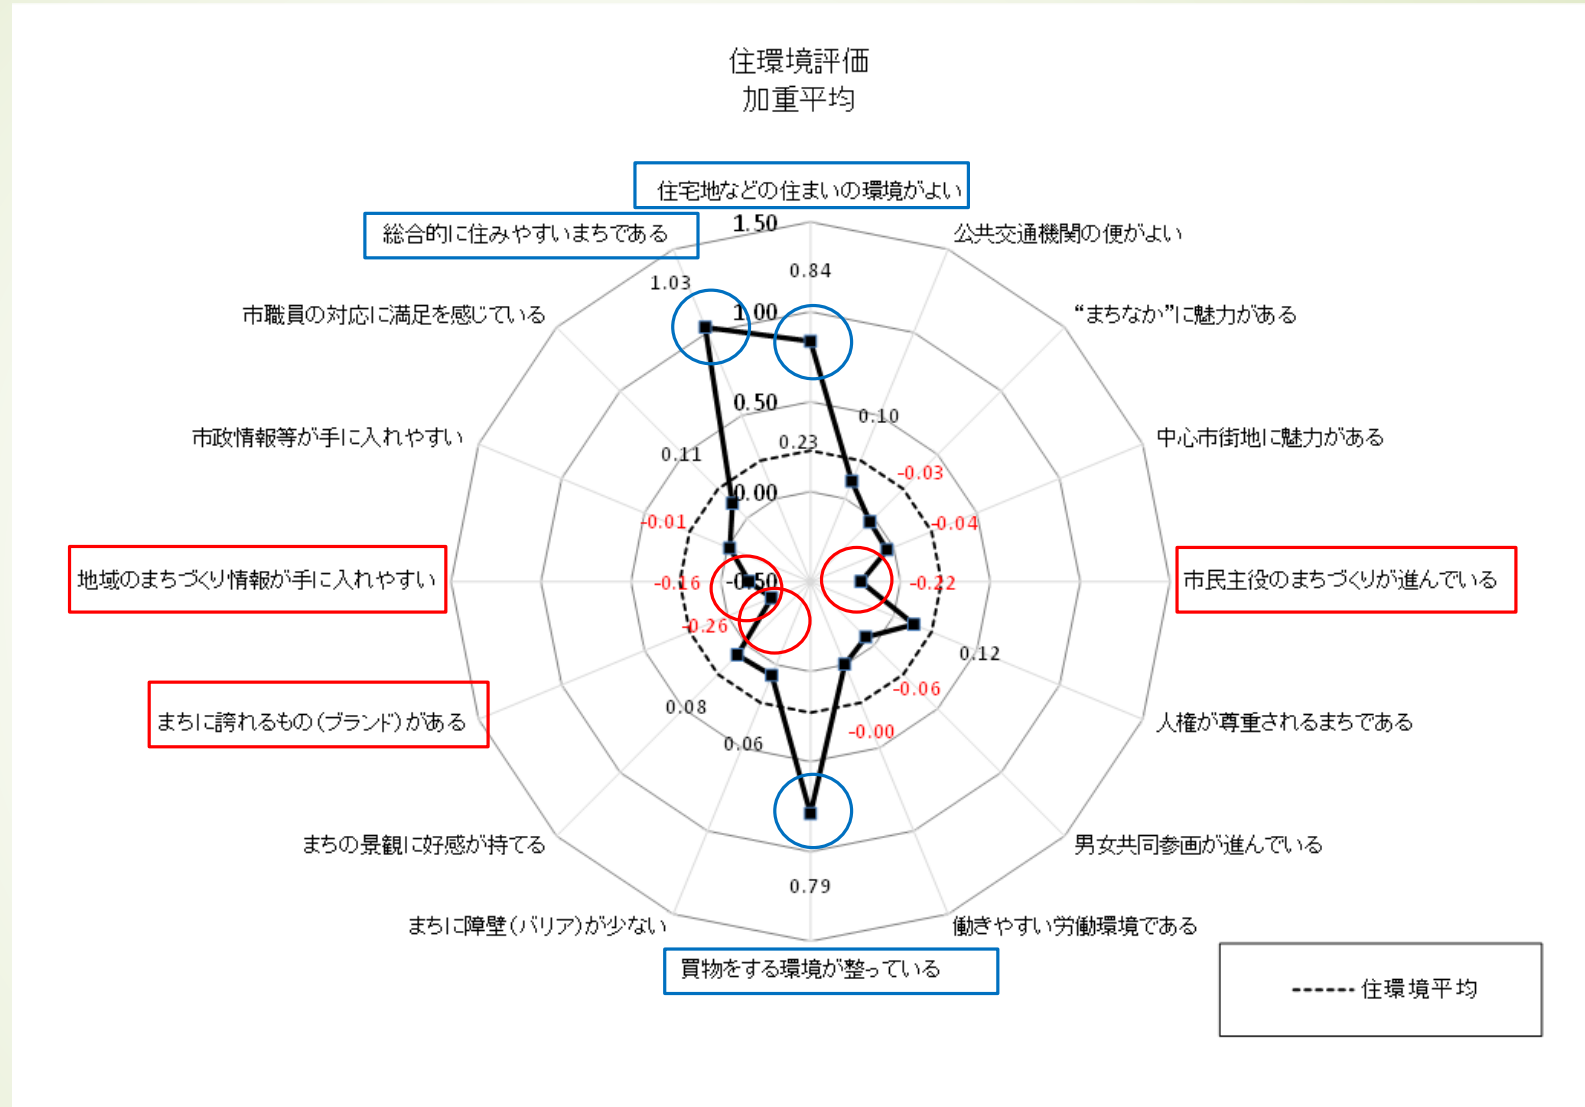 住環境評価
加重平均
住宅地などの住まいの環境がよい
総合的に住みやすいまちである
1.50
公共交通機関の便がよい
0.84
1.03
市職員の対応に満足を感じている
1.00
“まちなか”に魅力がある
0.50
0.10
市政情報等が手に入れやすい
0.11
0.23
中心市街地に魅力がある
-0.03
0.00
-0.01
-0.04
地域のまちづくり情報が手に入れやすい
-0.16
-0.50
-0.22
市民主役のまちづくりが進んでいる
-0.26
0.12
-0.06
まちに誇れるもの(ブランド)がある
0.08
人権が尊重されるまちである
0.06
-0.00
まちの景観に好感が持てる
男女共同参画が進んでいる
0.79
まちに障壁(バリア)が少ない
働きやすい労働環境である
買物をする環境が整っている
住環境平均